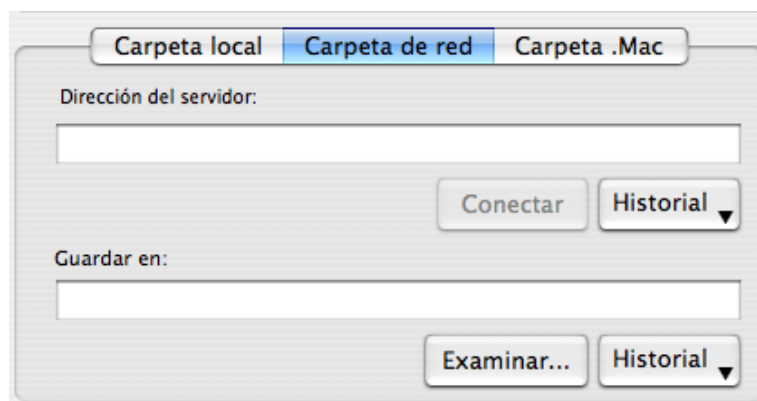 Carpeta local Carpeta de red Carpeta .Mac
Dirección del servidor:
Conectar Historial
Guardar en:
Examinar... Historial